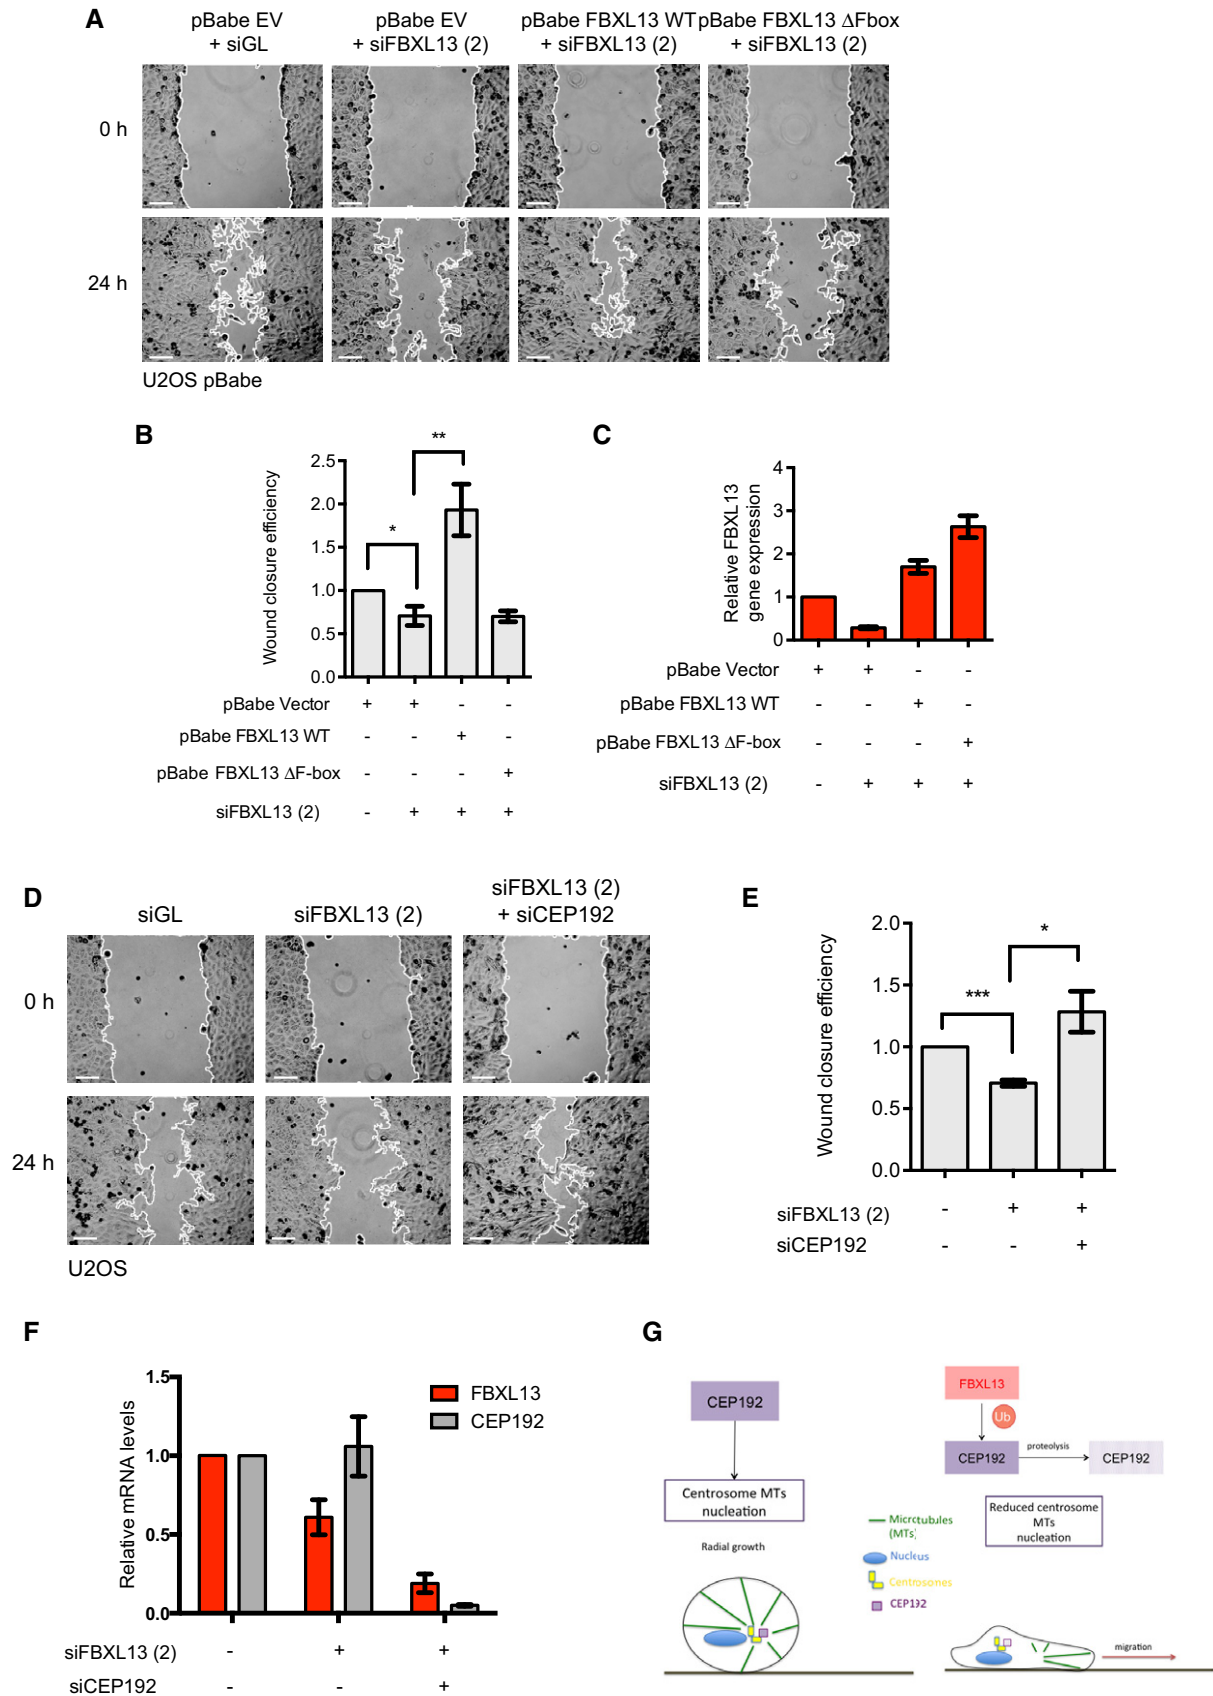 A
pBabe EV
+ siGL
pBabe EV
+ siFBXL13 (2)
pBabe FBXL13 WT
+ siFBXL13 (2)
pBabe FBXL13 ΔFbox
+ siFBXL13 (2)
0 h
24 h
U2OS pBabe
B
Wound closure efficiency
2.5
2.0
1.5
1.0
0.5
0.0
*
**
pBabe Vector + + - -
pBabe FBXL13 WT - - + -
pBabe FBXL13 ΔF-box - - - +
siFBXL13 (2) - + + +
C
Relative FBXL13
gene expression
4
3
2
1
0
pBabe Vector + + - -
pBabe FBXL13 WT - - + -
pBabe FBXL13 ΔF-box - - - +
siFBXL13 (2) - + + +
D
siGL
siFBXL13 (2)
siFBXL13 (2)
+ siCEP192
0 h
24 h
U2OS
E
Wound closure efficiency
2.0
1.5
1.0
0.5
0.0
***
*
siFBXL13 (2) - + +
siCEP192 - - +
F
Relative mRNA levels
1.5
1.0
0.5
0.0
FBXL13
CEP192
siFBXL13 (2) - + +
siCEP192 - - +
G
CEP192
Centrosome MTs
nucleation
Radial growth
FBXL13
Ub
CEP192
proteolysis
CEP192
Reduced centrosome
MTs
nucleation
Microtubules
(MTs)
Nucleus
Centrosomes
CEP192
migration